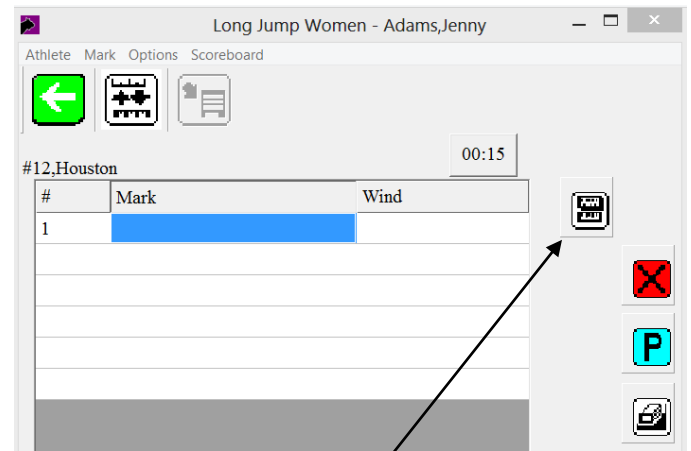 Long Jump Women - Adams,Jenny
Athlete Mark Options Scoreboard
00:15
#12,Houston
# Mark Wind
1
P